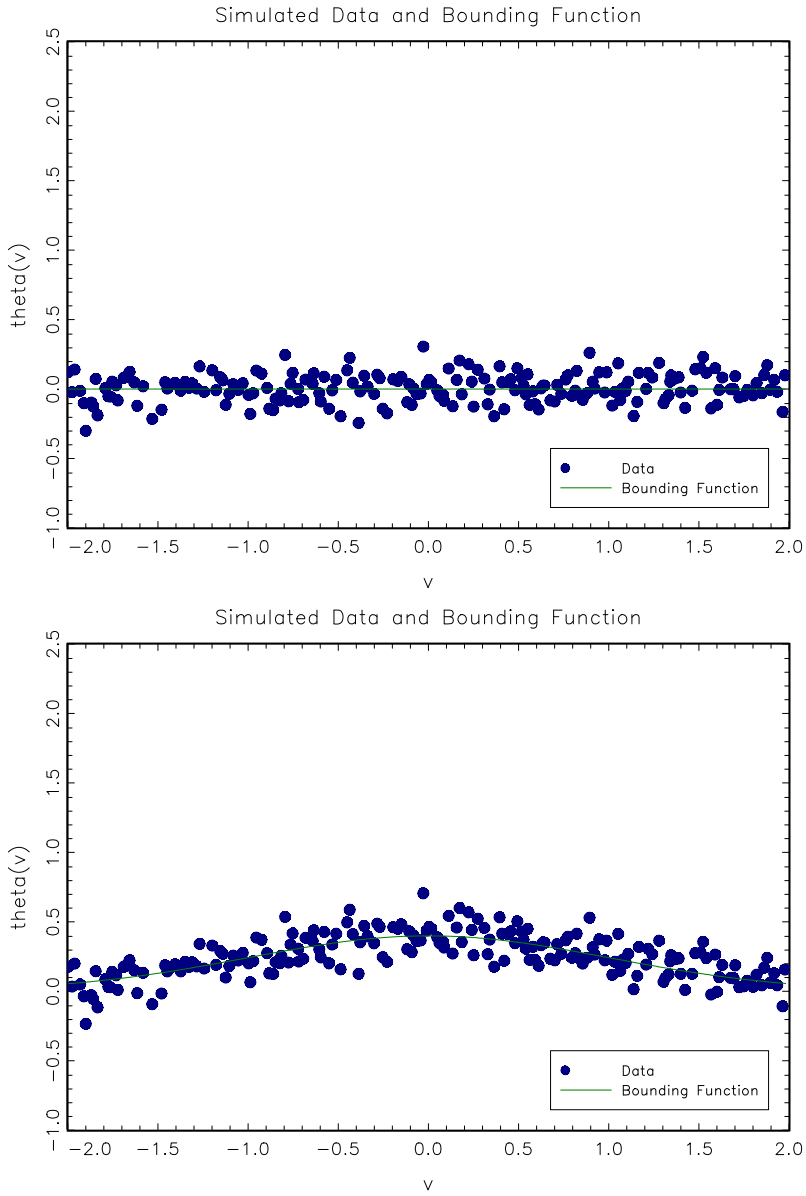 Simulated Data and Bounding Function
2.5
2.0
1.5
1.0
0.5
0.0
−0.5
−1.0
theta(v)
Data
Bounding Function
−2.0 −1.5 −1.0 −0.5 0.0 0.5 1.0 1.5 2.0
v
Simulated Data and Bounding Function
2.5
2.0
1.5
1.0
0.5
0.0
−0.5
−1.0
theta(v)
Data
Bounding Function
−2.0 −1.5 −1.0 −0.5 0.0 0.5 1.0 1.5 2.0
v